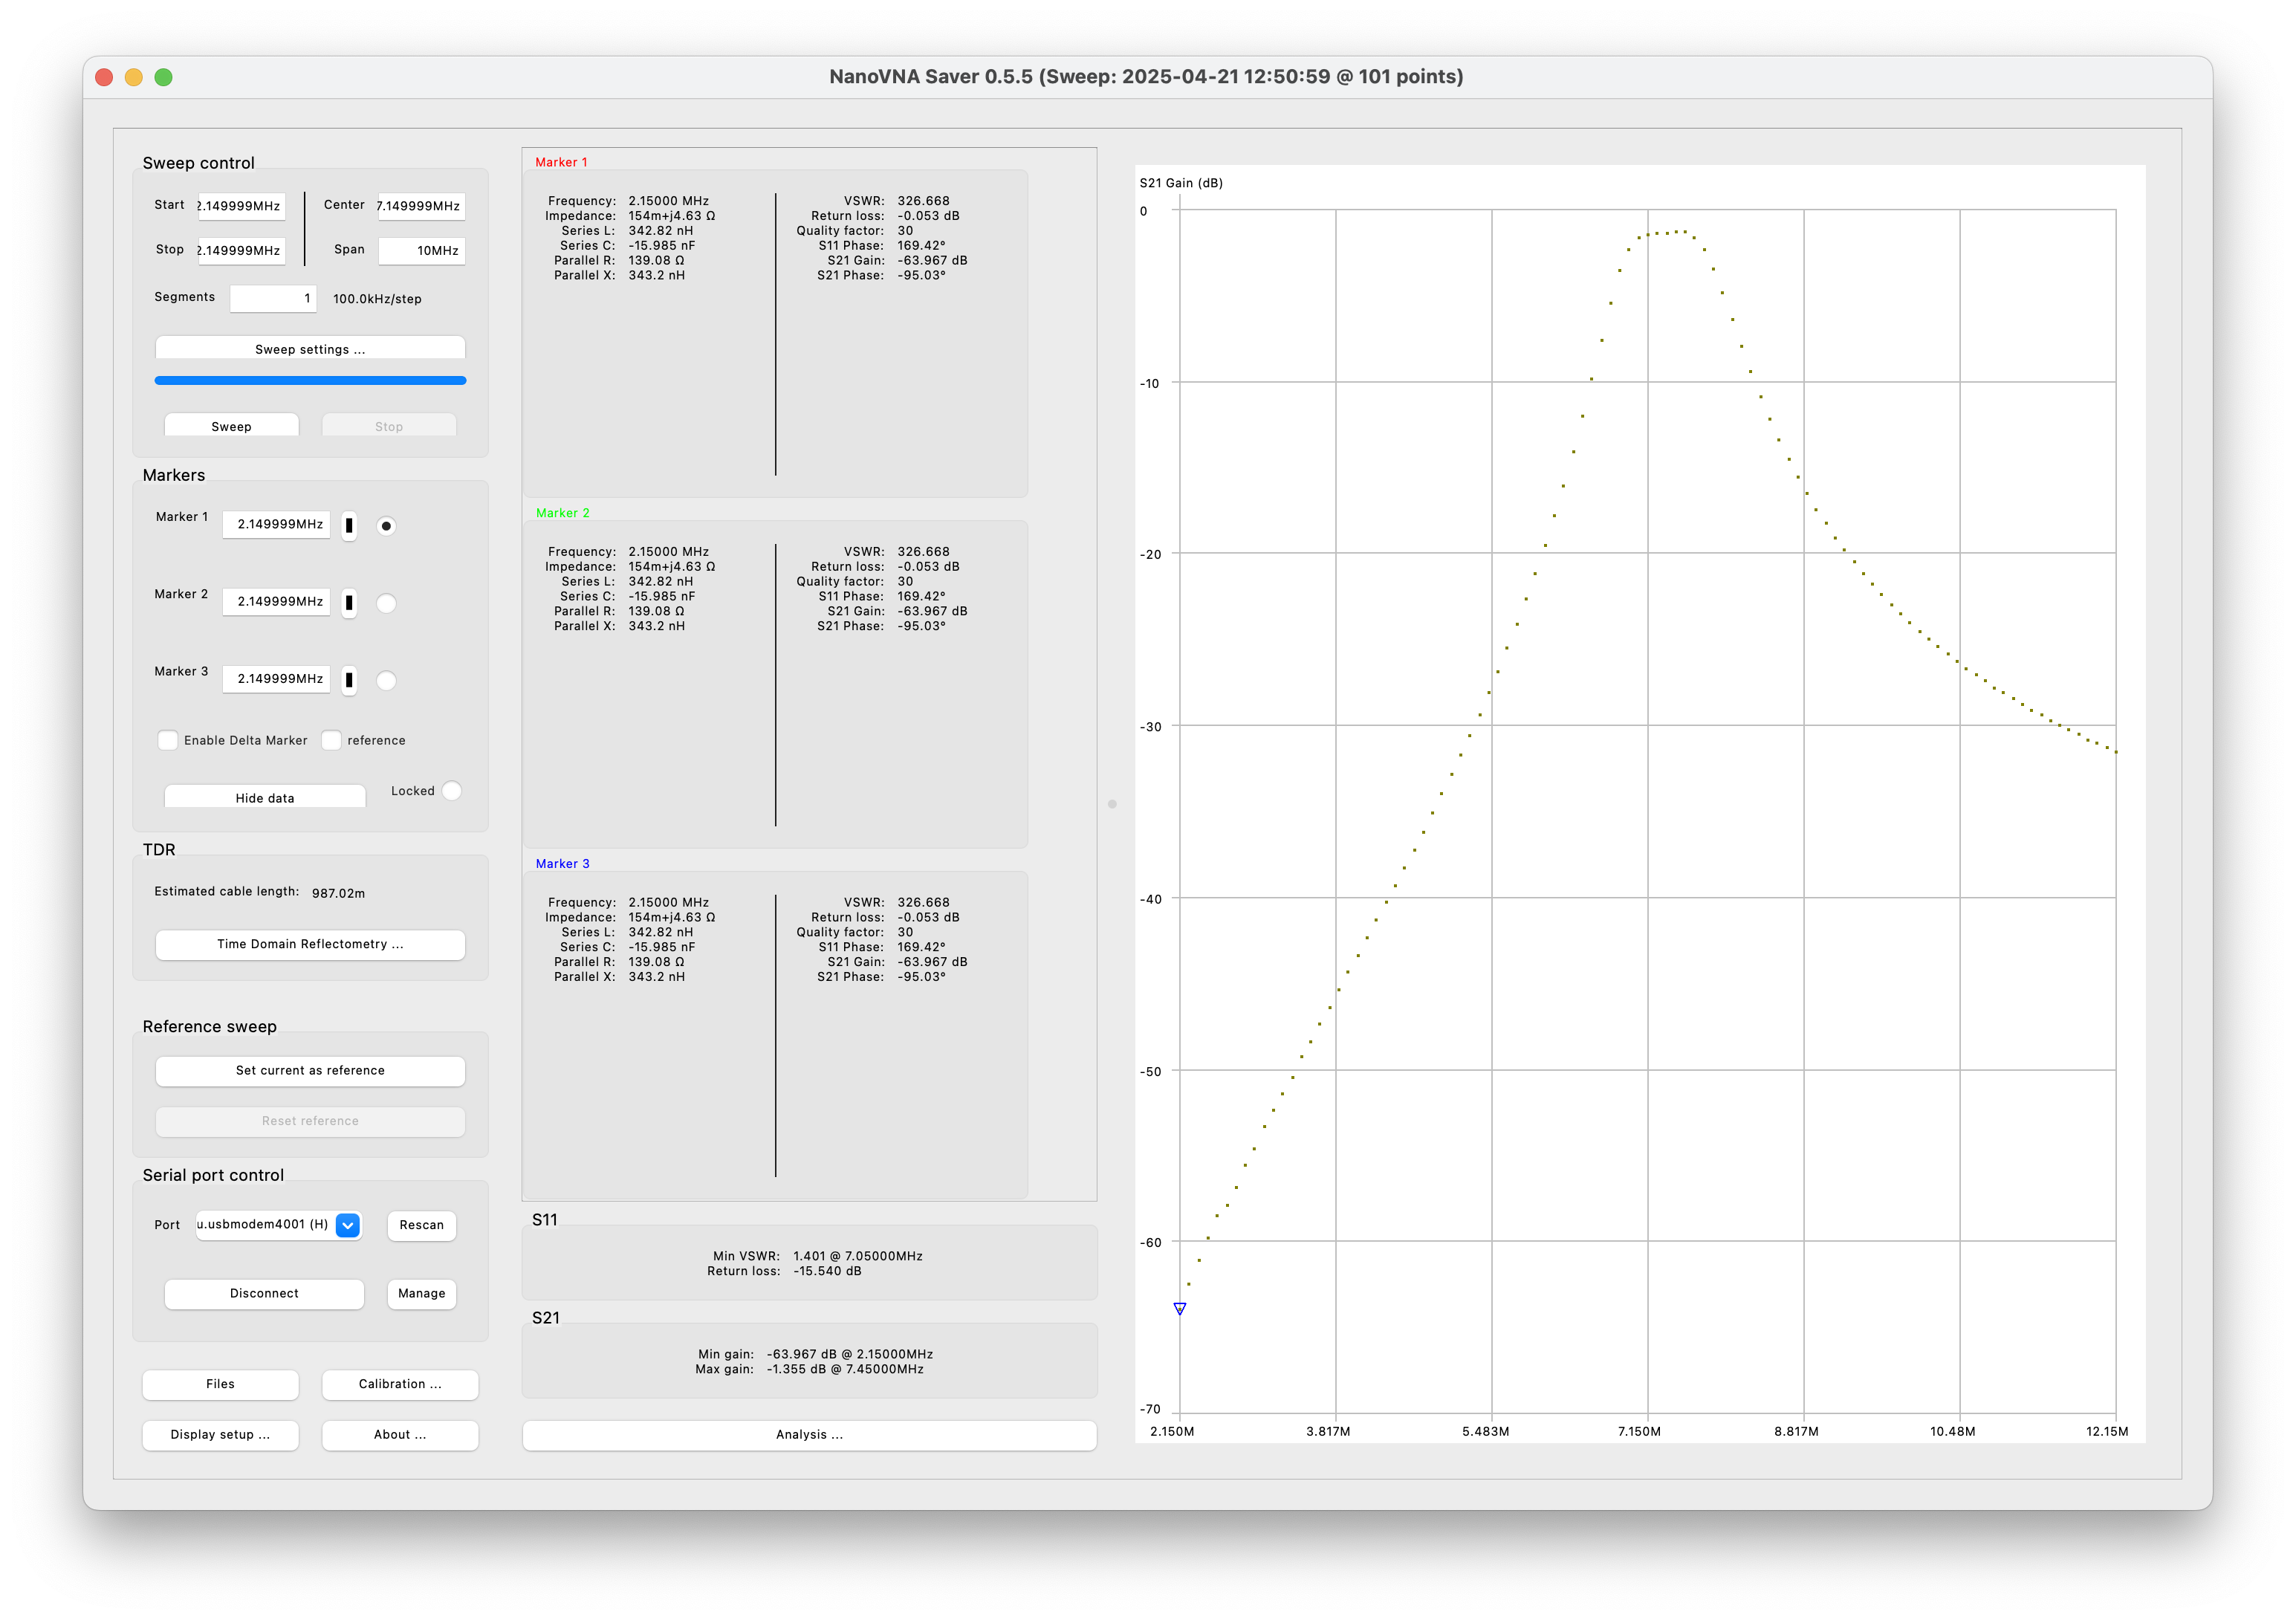 NanoVNA Saver 0.5.5 (Sweep: 2025-04-21 12:50:59 @ 101 points)
Sweep control
Start 2.149999MHz Center 7.149999MHz
Stop 2.149999MHz Span 10MHz
Segments 1 100.0kHz/step
Sweep settings ...
Sweep Stop
Markers
Marker 1 2.149999MHz
Marker 2 2.149999MHz
Marker 3 2.149999MHz
Enable Delta Marker reference
Hide data Locked
TDR
Estimated cable length: 987.02m
Time Domain Reflectometry ...
Reference sweep
Set current as reference
Reset reference
Serial port control
Port u.usbmodem4001 (H) Rescan
Disconnect Manage
Files Calibration ...
Display setup ... About ...
Marker 1
Frequency: 2.15000 MHz VSWR: 326.668
Impedance: 154m+j4.63 Ω Return loss: -0.053 dB
Series L: 342.82 nH Quality factor: 30
Series C: -15.985 nF S11 Phase: 169.42°
Parallel R: 139.08 Ω S21 Gain: -63.967 dB
Parallel X: 343.2 nH S21 Phase: -95.03°
Marker 2
Frequency: 2.15000 MHz VSWR: 326.668
Impedance: 154m+j4.63 Ω Return loss: -0.053 dB
Series L: 342.82 nH Quality factor: 30
Series C: -15.985 nF S11 Phase: 169.42°
Parallel R: 139.08 Ω S21 Gain: -63.967 dB
Parallel X: 343.2 nH S21 Phase: -95.03°
Marker 3
Frequency: 2.15000 MHz VSWR: 326.668
Impedance: 154m+j4.63 Ω Return loss: -0.053 dB
Series L: 342.82 nH Quality factor: 30
Series C: -15.985 nF S11 Phase: 169.42°
Parallel R: 139.08 Ω S21 Gain: -63.967 dB
Parallel X: 343.2 nH S21 Phase: -95.03°
S11
Min VSWR: 1.401 @ 7.05000MHz
Return loss: -15.540 dB
S21
Min gain: -63.967 dB @ 2.15000MHz
Max gain: -1.355 dB @ 7.45000MHz
Analysis ...
S21 Gain (dB)
0
-10
-20
-30
-40
-50
-60
-70
2.150M 3.817M 5.483M 7.150M 8.817M 10.48M 12.15M